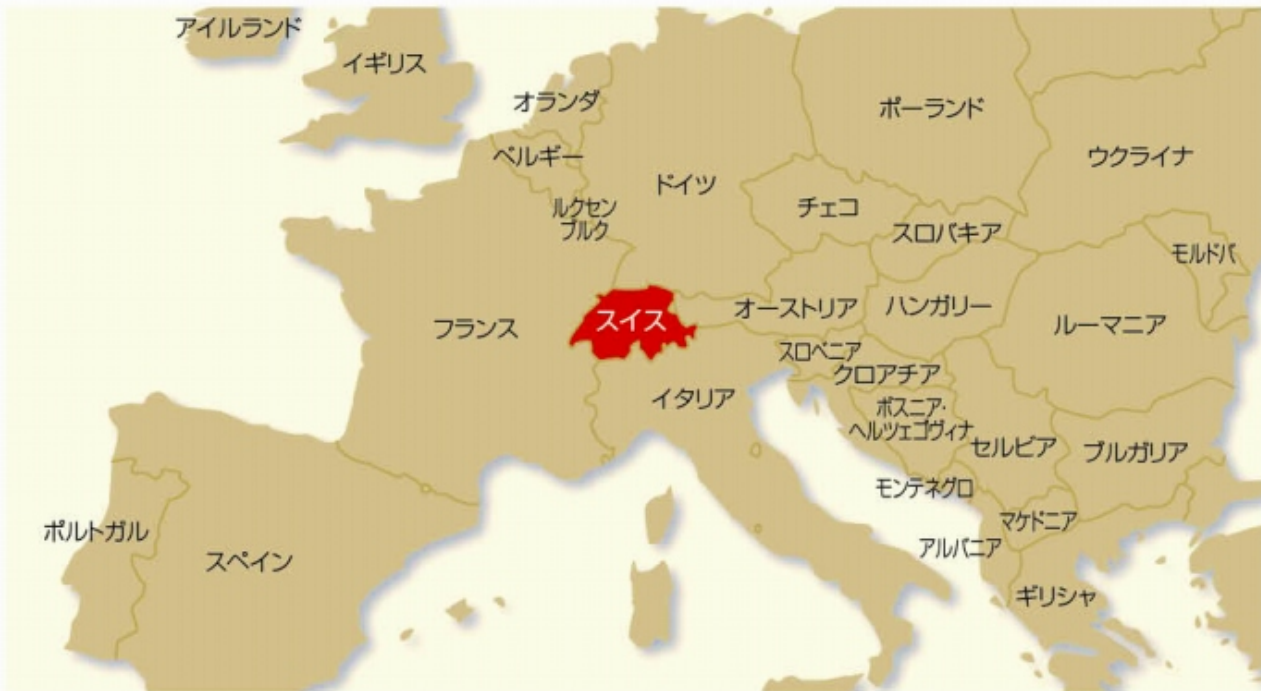 アイルランド
イギリス
オランダ
ポーランド
ベルギー
ウクライナ
ドイツ
ルクセン
ブルク
チェコ
スロバキア
モルドバ
フランス
スイス
オーストリア
ハンガリー
ルーマニア
スロベニア
クロアチア
イタリア
ボスニア・
ヘルツェゴヴィナ
セルビア
ブルガリア
モンテネグロ
マケドニア
ポルトガル
スペイン
アルバニア
ギリシャ